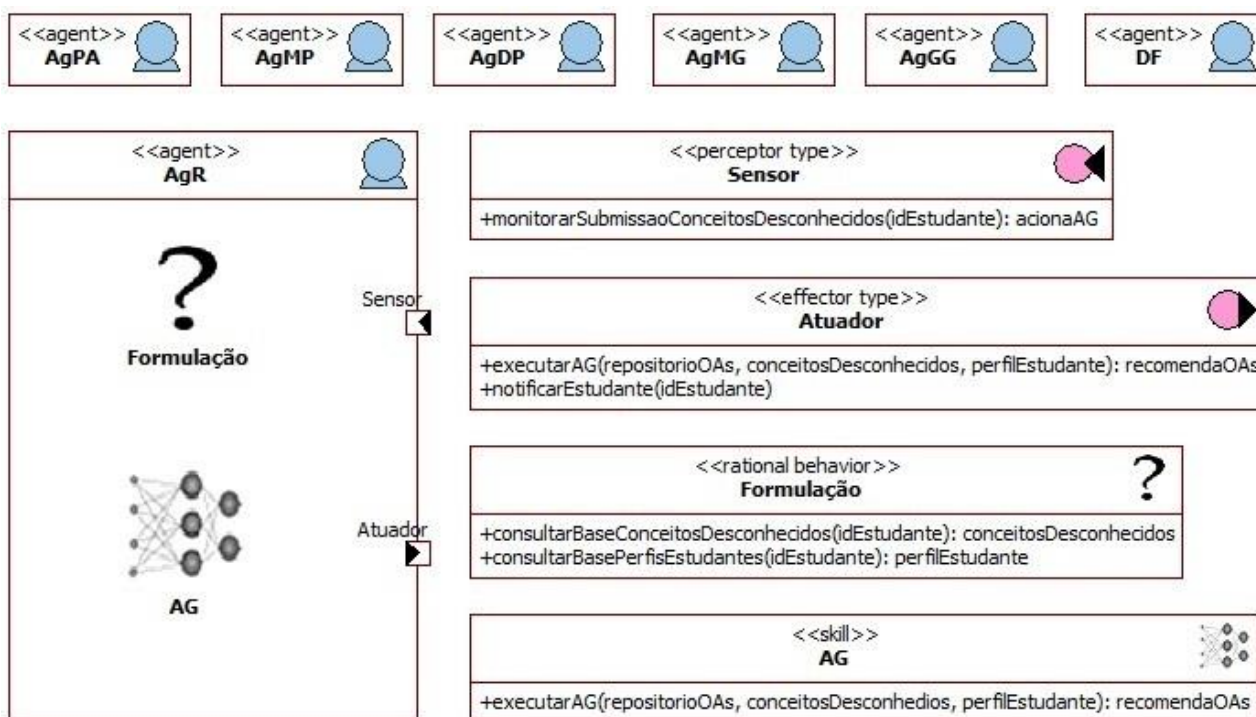 <<agent>>
AgPA
<<agent>>
AgMP
<<agent>>
AgDP
<<agent>>
AgMG
<<agent>>
AgGG
<<agent>>
DF
<<agent>>
AgR
?
Formulação
AG
Sensor
Atuador
<<perceptor type>>
Sensor
+monitorarSubmissaoConceitosDesconhecidos(idEstudante): acionaAG
<<effector type>>
Atuador
+executarAG(repositorioOAs, conceitosDesconhecidos, perfilEstudante): recomendaOAs
+notificarEstudante(idEstudante)
<<rational behavior>>
Formulação
?
+consultarBaseConceitosDesconhecidos(idEstudante): conceitosDesconhecidos
+consultarBasePerfisEstudantes(idEstudante): perfilEstudante
<<skill>>
AG
+executarAG(repositorioOAs, conceitosDesconhedios, perfilEstudante): recomendaOAs